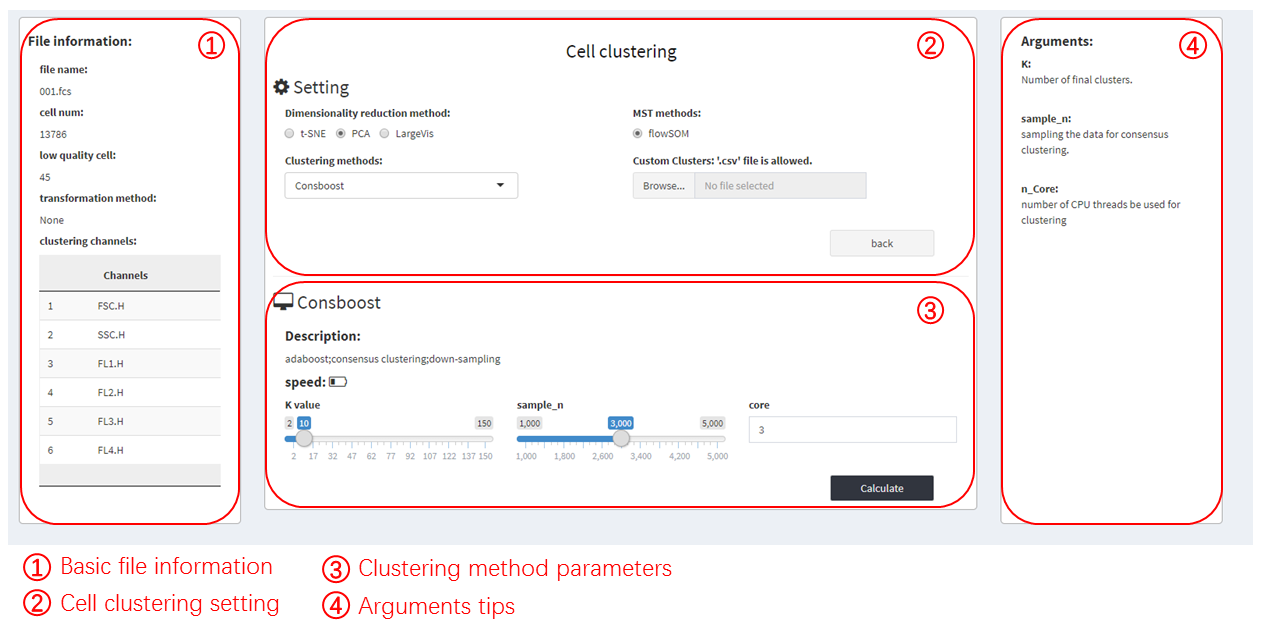 File information:
①
file name:
001.fcs
cell num:
13786
low quality cell:
45
transformation method:
None
clustering channels:
Channels
1 FSC.H
2 SSC.H
3 FL1.H
4 FL2.H
5 FL3.H
6 FL4.H
②
Cell clustering
Setting
Dimensionality reduction method:
t-SNE PCA LargeVis
MST methods:
flowSOM
Clustering methods:
Consboost
Custom Clusters: '.csv' file is allowed.
Browse... No file selected
back
③
Consboost
Description:
adaboost;consensus clustering;down-sampling
speed:
K value
2 10 150
2 17 32 47 62 77 92 107 122 137 150
sample_n
1,000 3,000 5,000
1,000 1,800 2,600 3,400 4,200 5,000
core
3
Calculate
④
Arguments:
K:
Number of final clusters.
sample_n:
sampling the data for consensus
clustering.
n_Core:
number of CPU threads be used for
clustering
① Basic file information
② Cell clustering setting
③ Clustering method parameters
④ Arguments tips